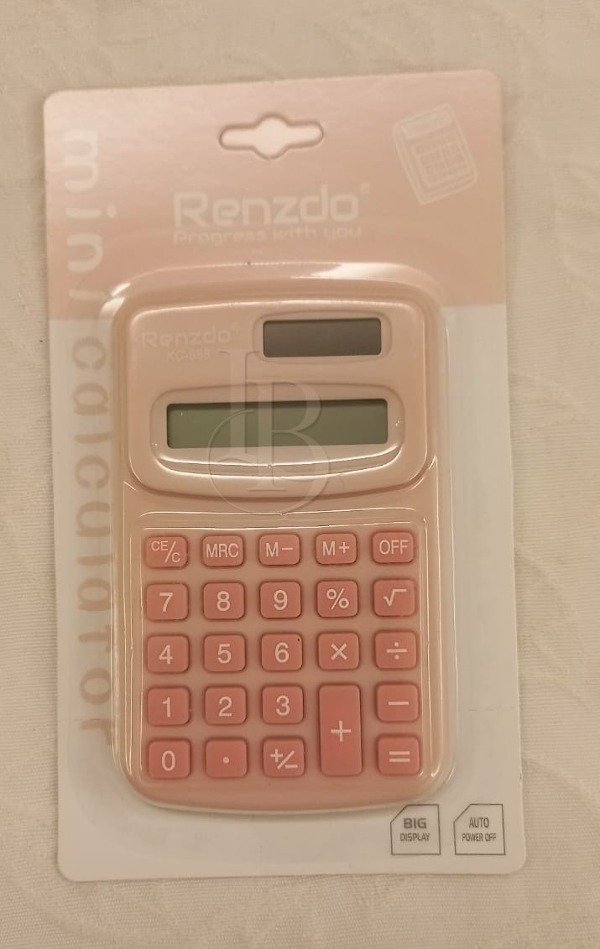 Renzdo®
Progress with you
mini calculator
Renzdo®
CE/C MRC M− M+ OFF
7 8 9 % √
4 5 6 × ÷
1 2 3 + −
0 . +/− =
BIG
DISPLAY
AUTO
POWER OFF